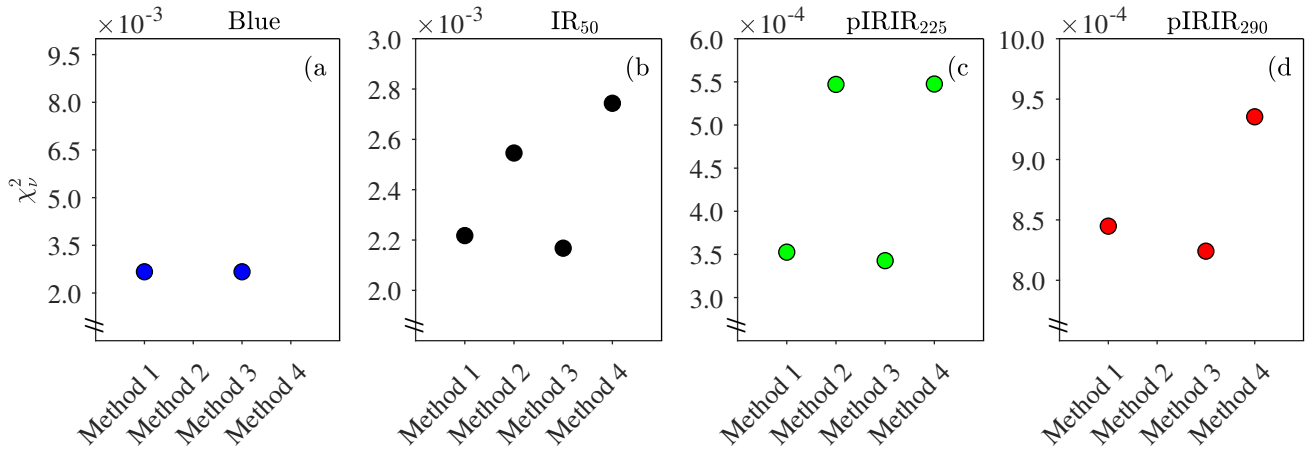 ×10⁻³ Blue
(a
χ²ᵥ
9.5
8.0
6.5
5.0
3.5
2.0
Method 1
Method 2
Method 3
Method 4
×10⁻³ IR₅₀
(b
3.0
2.8
2.6
2.4
2.2
2.0
Method 1
Method 2
Method 3
Method 4
×10⁻⁴ pIRIR₂₂₅
(c
6.0
5.5
5.0
4.5
4.0
3.5
3.0
Method 1
Method 2
Method 3
Method 4
×10⁻⁴ pIRIR₂₉₀
(d
10.0
9.5
9.0
8.5
8.0
Method 1
Method 2
Method 3
Method 4